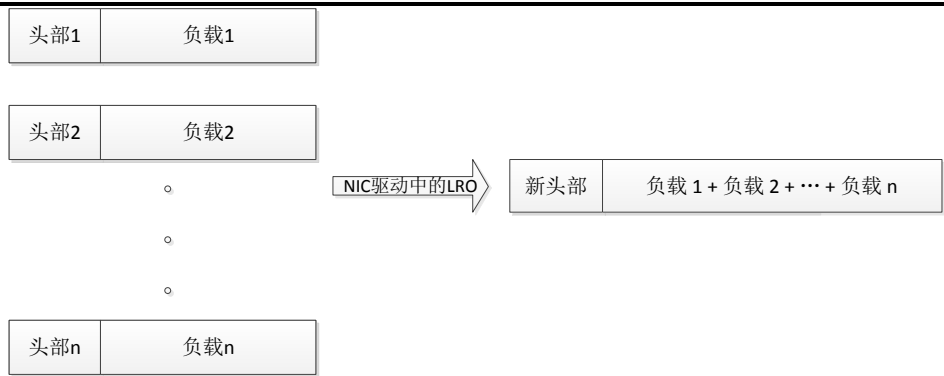 头部1 负载1
头部2 负载2
。
NIC驱动中的LRO
新头部 负载 1 + 负载 2 + ··· + 负载 n
。
。
头部n 负载n